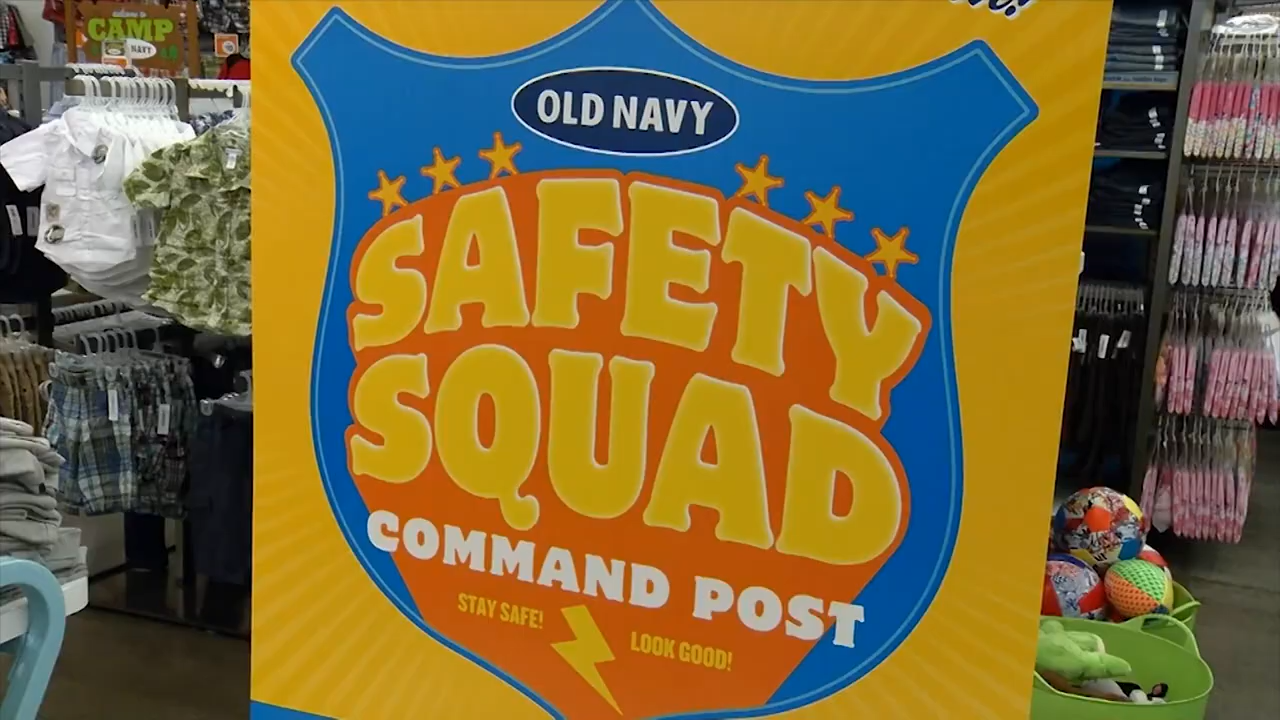 CAMP
NAVY
OLD NAVY
SAFETY
SQUAD
COMMAND POST
STAY SAFE!
LOOK GOOD!